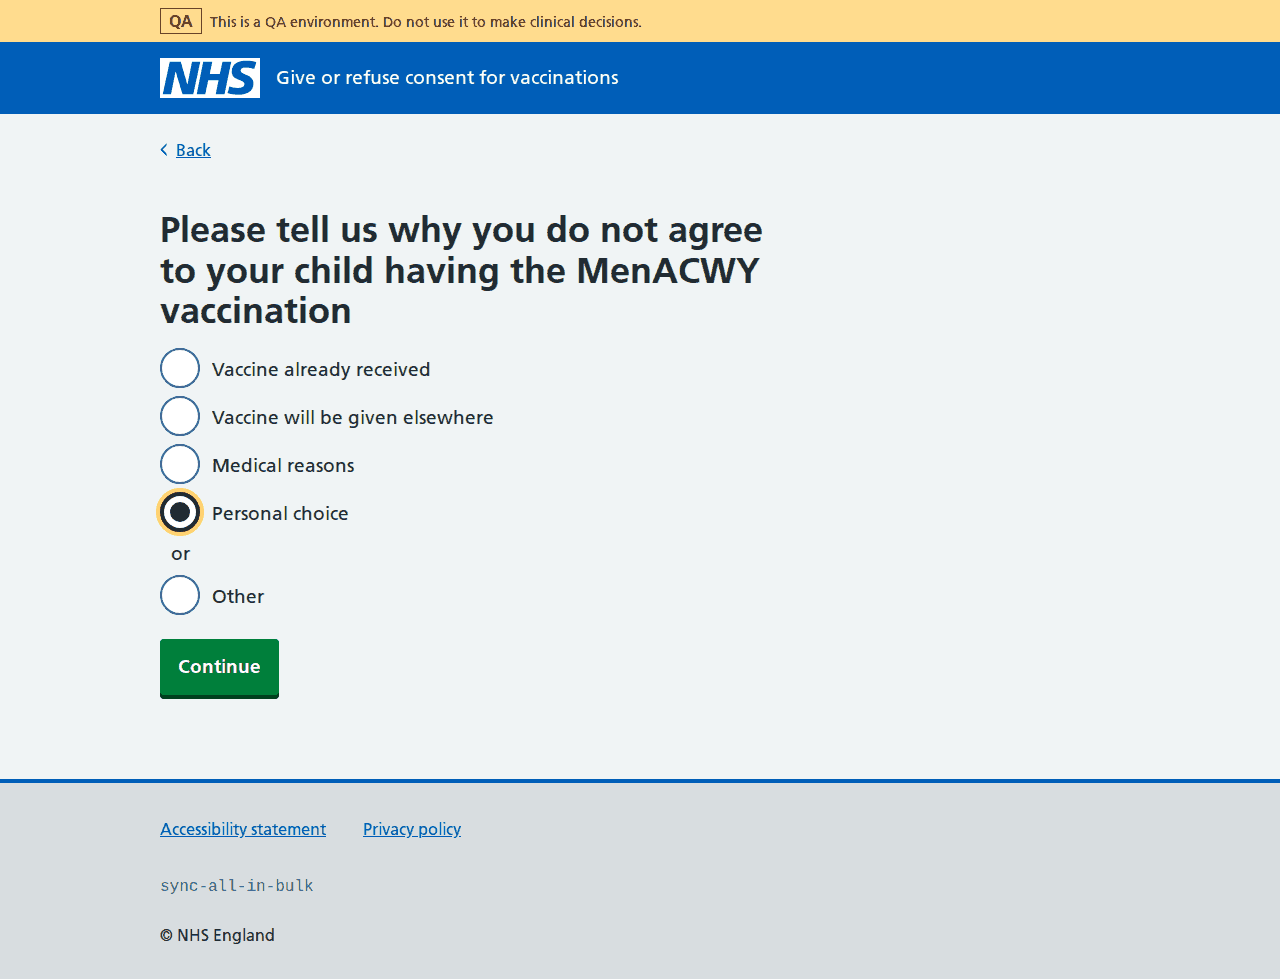 QA This is a QA environment. Do not use it to make clinical decisions.
NHS Give or refuse consent for vaccinations
Back
Please tell us why you do not agree
to your child having the MenACWY
vaccination
Vaccine already received
Vaccine will be given elsewhere
Medical reasons
Personal choice
or
Other
Continue
Accessibility statement Privacy policy
sync-all-in-bulk
© NHS England